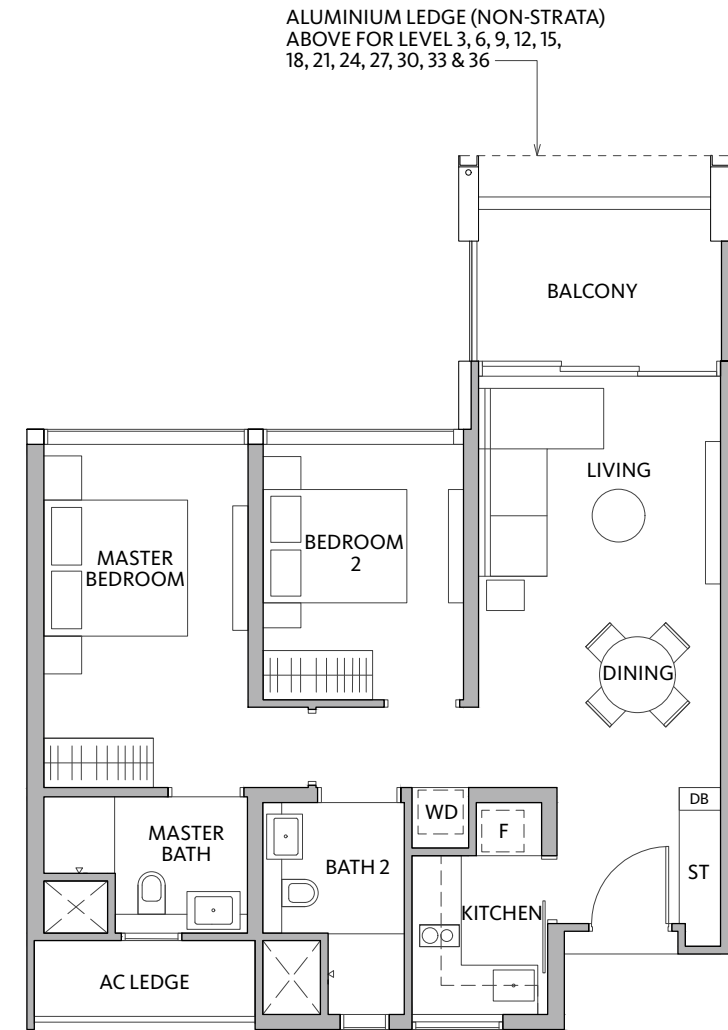 ALUMINIUM LEDGE (NON-STRATA)
ABOVE FOR LEVEL 3, 6, 9, 12, 15,
18, 21, 24, 27, 30, 33 & 36
BALCONY
LIVING
MASTER
BEDROOM
BEDROOM
2
DINING
DB
WD
F
MASTER
BATH
BATH 2
ST
KITCHEN
AC LEDGE